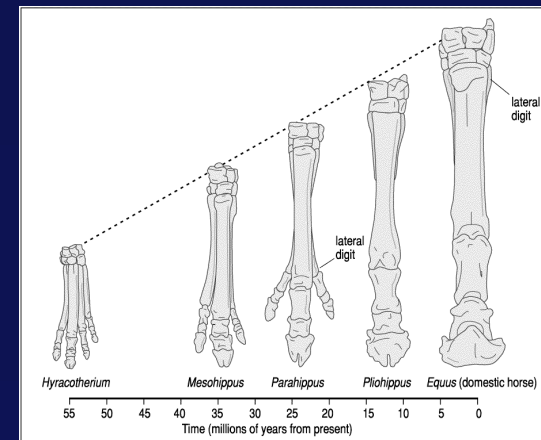 lateral
digit
lateral
digit
Hyracotherium Mesohippus Parahippus Pliohippus Equus (domestic horse)
55 50 45 40 35 30 25 20 15 10 5 0
Time (millions of years from present)